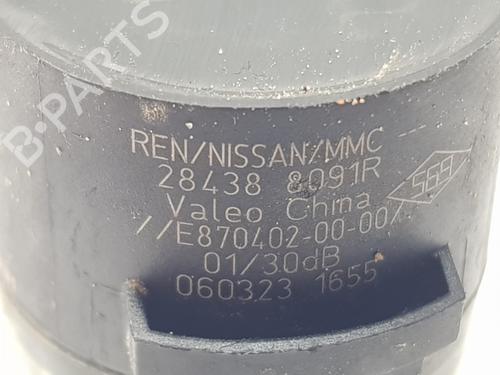 B-PARTS
REN/NISSAN/MMC
28438 8091R
Valeo China
//E870402-00-00/
01/30dB
060323 1655